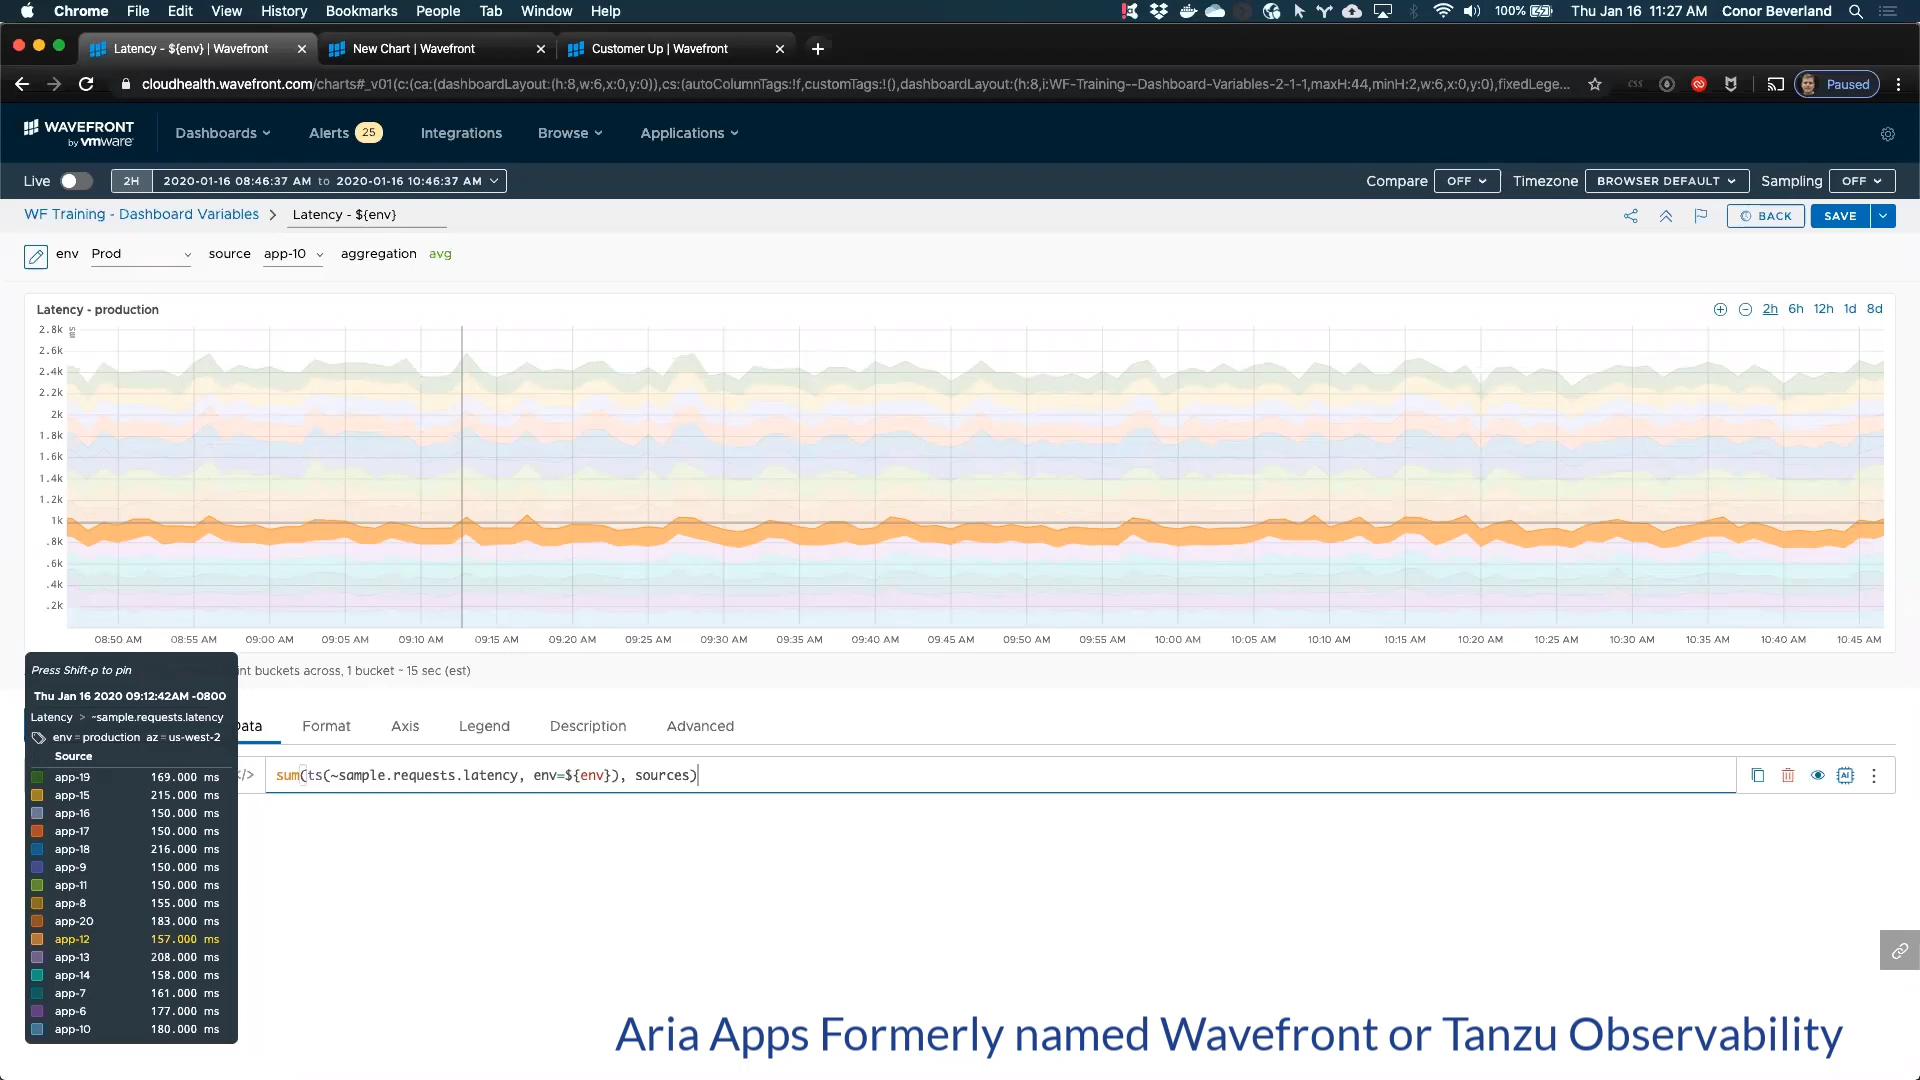 Chrome File Edit View History Bookmarks People Tab Window Help 100% Thu Jan 16 11:27 AM Conor Beverland
Latency - ${env} | Wavefront New Chart | Wavefront Customer Up | Wavefront
cloudhealth.wavefront.com/charts#_v01(c:(ca:(dashboardLayout:(h:8,w:6,x:0,y:0)),cs:(autoColumnTags:!f,customTags:!(),dashboardLayout:(h:8,i:WF-Training--Dashboard-Variables-2-1-1,maxH:44,minH:2,w:6,x:0,y:0),fixedLege... CSS Paused
WAVEFRONT by vmware Dashboards Alerts 25 Integrations Browse Applications
Live 2H 2020-01-16 08:46:37 AM to 2020-01-16 10:46:37 AM Compare OFF Timezone BROWSER DEFAULT Sampling OFF
WF Training - Dashboard Variables > Latency - ${env} BACK SAVE
env Prod source app-10 aggregation avg
Latency - production 2h 6h 12h 1d 8d
2.8k ms
2.6k
2.4k
2.2k
2k
1.8k
1.6k
1.4k
1.2k
1k
.8k
.6k
.4k
.2k
08:50 AM 08:55 AM 09:00 AM 09:05 AM 09:10 AM 09:15 AM 09:20 AM 09:25 AM 09:30 AM 09:35 AM 09:40 AM 09:45 AM 09:50 AM 09:55 AM 10:00 AM 10:05 AM 10:10 AM 10:15 AM 10:20 AM 10:25 AM 10:30 AM 10:35 AM 10:40 AM 10:45 AM
Press Shift-p to pin
int buckets across, 1 bucket ~ 15 sec (est)
Thu Jan 16 2020 09:12:42AM -0800
Latency > ~sample.requests.latency
env = production az = us-west-2
Source
app-19 169.000 ms
app-15 215.000 ms
app-16 150.000 ms
app-17 150.000 ms
app-18 216.000 ms
app-9 150.000 ms
app-11 150.000 ms
app-8 155.000 ms
app-20 183.000 ms
app-12 157.000 ms
app-13 208.000 ms
app-14 158.000 ms
app-7 161.000 ms
app-6 177.000 ms
app-10 180.000 ms
Data Format Axis Legend Description Advanced
</> sum(ts(~sample.requests.latency, env=${env}), sources) AI
Aria Apps Formerly named Wavefront or Tanzu Observability